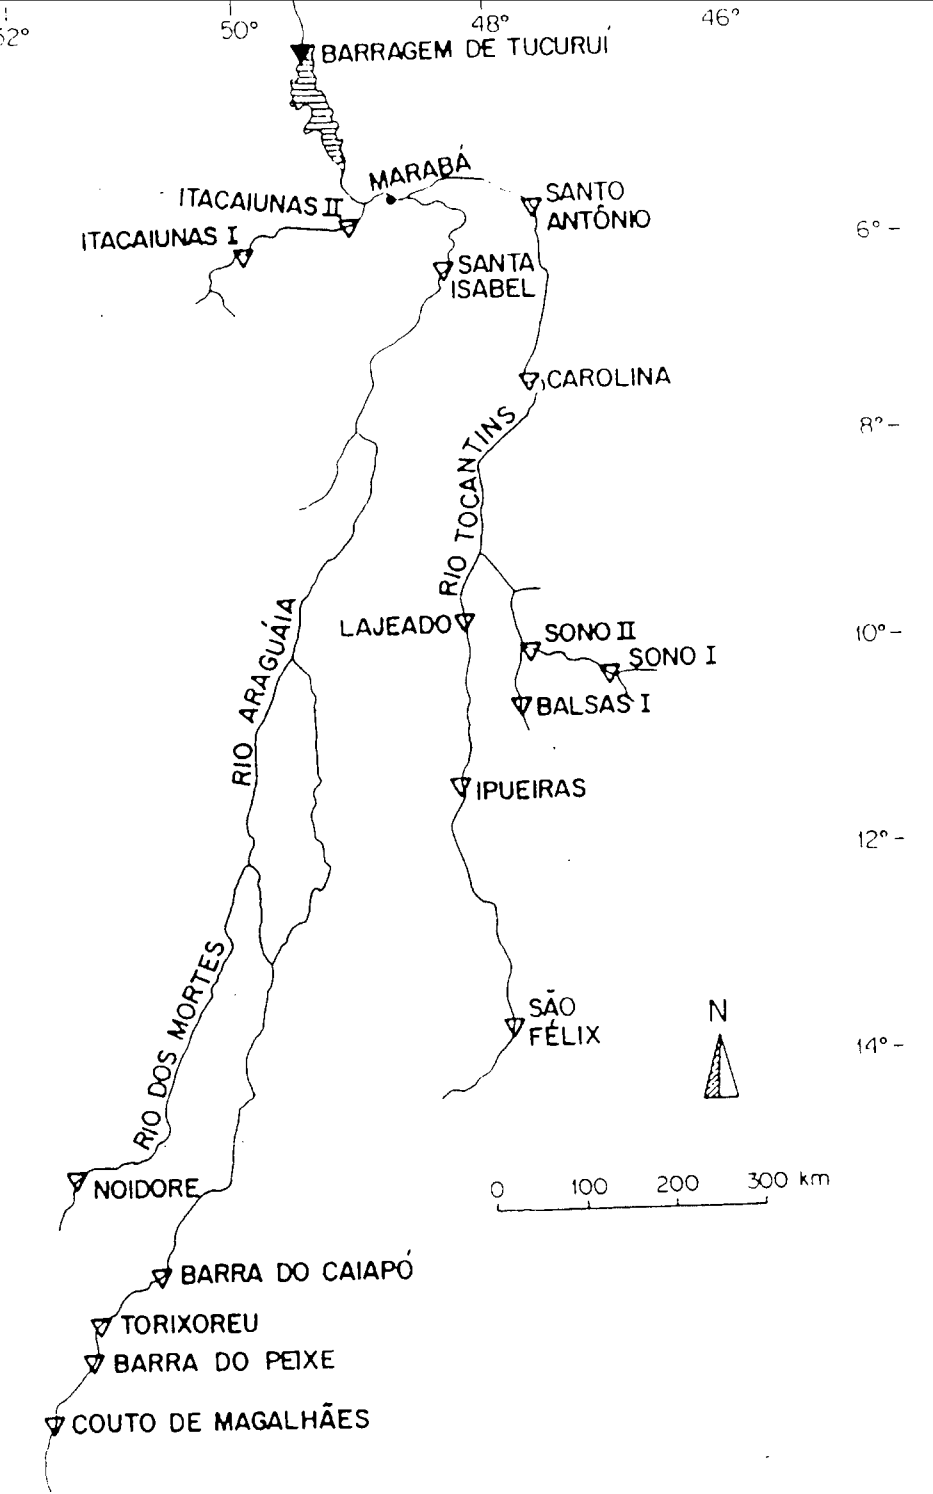 52° 50° 48° 46°
BARRAGEM DE TUCURUÍ
MARABÁ
ITACAIUNAS II
ITACAIUNAS I
SANTO
ANTÔNIO
6°
SANTA
ISABEL
CAROLINA
8°
RIO TOCANTINS
LAJEADO
SONO II
10°
SONO I
BALSAS I
RIO ARAGUÁIA
IPUEIRAS
12°
RIO DOS MORTES
SÃO
FÉLIX
N
14°
NOIDORE
0 100 200 300 km
BARRA DO CAIAPÓ
TORIXOREU
BARRA DO PEIXE
COUTO DE MAGALHÃES